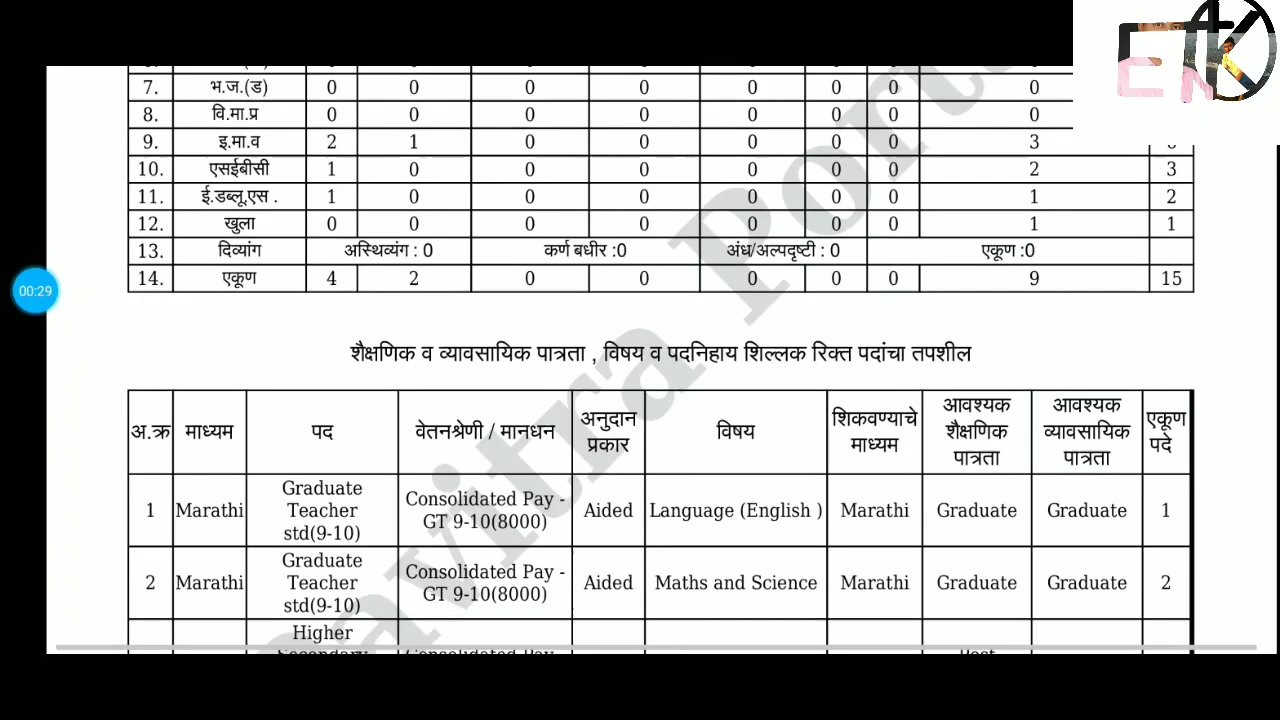 7. भ.ज.(ड) 0 0 0 0 0 0 0 0
8. वि.मा.प्र 0 0 0 0 0 0 0 0
9. इ.मा.व 2 1 0 0 0 0 0 3
10. एसईबीसी 1 0 0 0 0 0 0 2 3
11. ई.डब्लू.एस . 1 0 0 0 0 0 0 1 2
12. खुला 0 0 0 0 0 0 0 1 1
13. दिव्यांग अस्थिव्यंग : 0 कर्ण बधीर :0 अंध/अल्पदृष्टी : 0 एकूण :0
14. एकूण 4 2 0 0 0 0 0 9 15
00:29
शैक्षणिक व व्यावसायिक पात्रता , विषय व पदनिहाय शिल्लक रिक्त पदांचा तपशील
अ.क्र माध्यम पद वेतनश्रेणी / मानधन अनुदान प्रकार विषय शिकवण्याचे माध्यम आवश्यक शैक्षणिक पात्रता आवश्यक व्यावसायिक पात्रता एकूण पदे
1 Marathi Graduate Teacher std(9-10) Consolidated Pay - GT 9-10(8000) Aided Language (English ) Marathi Graduate Graduate 1
2 Marathi Graduate Teacher std(9-10) Consolidated Pay - GT 9-10(8000) Aided Maths and Science Marathi Graduate Graduate 2
Higher
Pavitra Portal